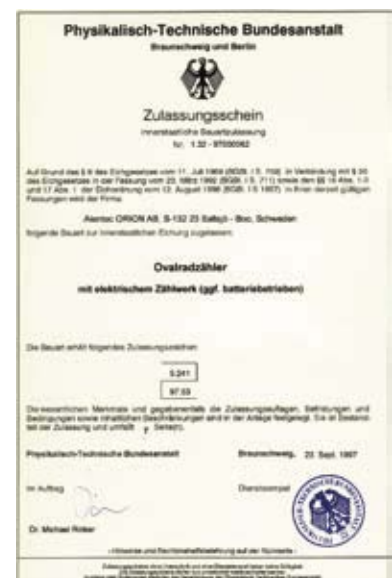 Physikalisch-Technische Bundesanstalt
Braunschweig und Berlin
Zulassungsschein
Innerstaatliche Bauartzulassung
Nr. 1.32 - 97000062
Auf Grund des § des Eichgesetzes vom 11. Juli 1969 (BGBl. I S. 759) in Verbindung mit §
des Eichgesetzes in der Fassung vom 23. März 1992 (BGBl. I S. 711) sowie den §§ 16 Abs. 1-3
und 17 Abs. 1 der Eichordnung vom 12. August 1988 (BGBl. I S. 1657) in ihren derzeit gültigen
Fassungen wird der Firma
ORION AB, S-132 23 Saltsjö - Boo, Schweden
folgende Bauart zur innerstaatlichen Eichung zugelassen:
Ovalradzähler
mit elektrischem Zählwerk (ggf. batteriebetrieben)
Die Bauart erhält folgendes Zulassungszeichen:
5.241
97.03
Die wesentlichen Merkmale und gegebenenfalls die Zulassungsauflagen, Befristungen und
Bedingungen sowie inhaltlichen Beschränkungen sind in der Anlage festgelegt. Sie ist Bestand-
teil der Zulassung und umfaßt Seite(n).
Physikalisch-Technische Bundesanstalt
Braunschweig, 23. Sept. 1997
Im Auftrag
Dienststempel
Dr. Michael Rinker
- Hinweise und Rechtsbehelfsbelehrung auf der Rückseite -